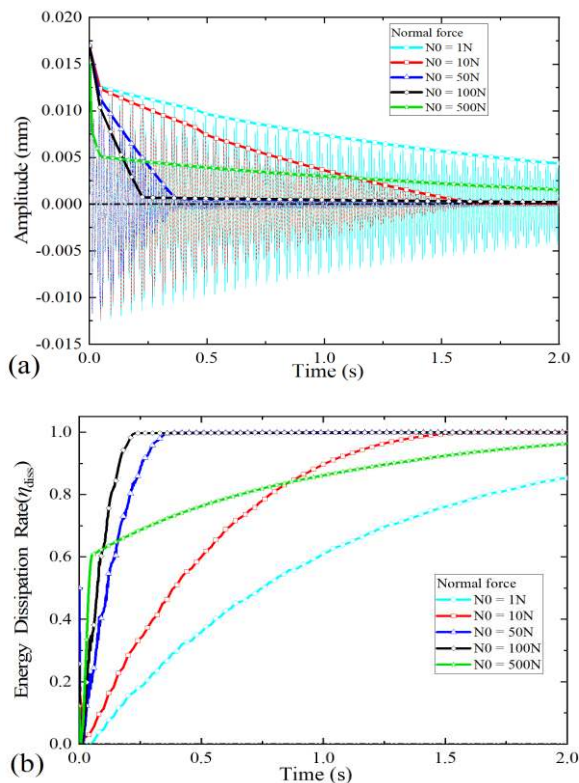 0.020
0.015
0.010
0.005
0.000
-0.005
-0.010
-0.015
Amplitude (mm)
Normal force
N0 = 1N
N0 = 10N
N0 = 50N
N0 = 100N
N0 = 500N
0.0 0.5 1.0 1.5 2.0
Time (s)
(a)
1.0
0.8
0.6
0.4
0.2
0.0
Energy Dissipation Rate(ηdiss)
Normal force
N0 = 1N
N0 = 10N
N0 = 50N
N0 = 100N
N0 = 500N
0.0 0.5 1.0 1.5 2.0
Time (s)
(b)